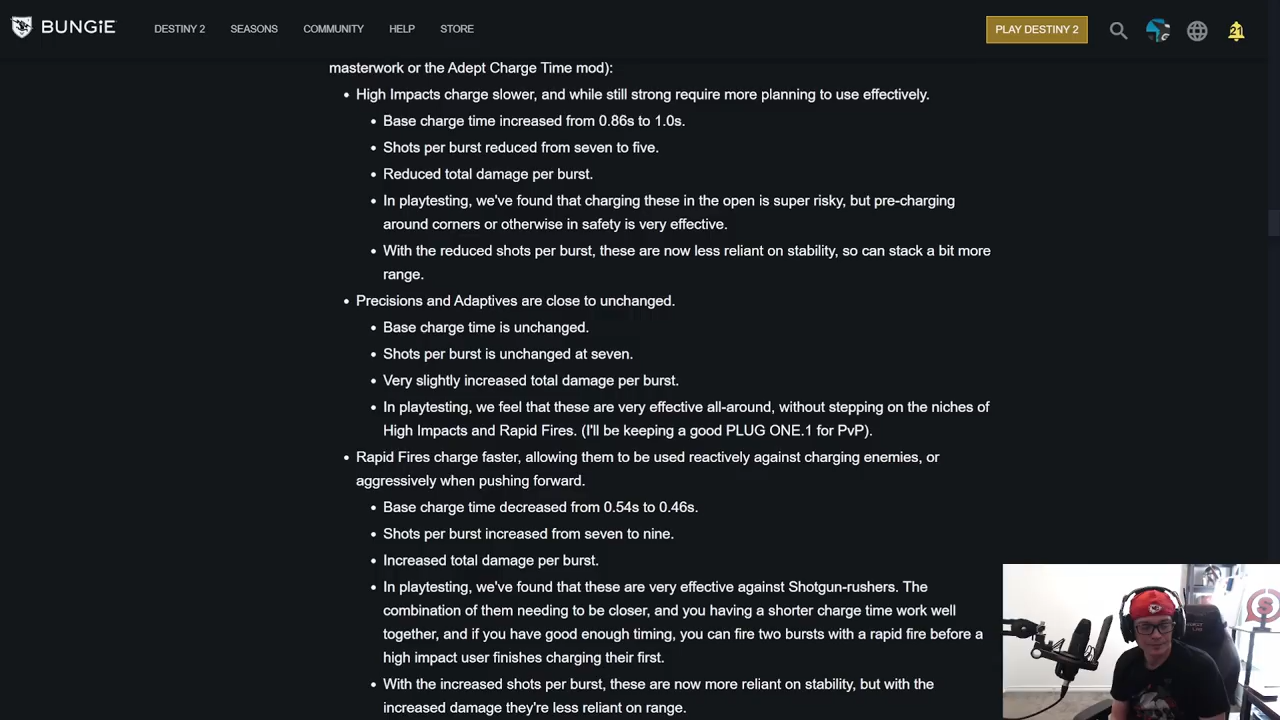 BUNGiE
DESTINY 2
SEASONS
COMMUNITY
HELP
STORE
PLAY DESTINY 2
21
masterwork or the Adept Charge Time mod):
High Impacts charge slower, and while still strong require more planning to use effectively.
Base charge time increased from 0.86s to 1.0s.
Shots per burst reduced from seven to five.
Reduced total damage per burst.
In playtesting, we've found that charging these in the open is super risky, but pre-charging
around corners or otherwise in safety is very effective.
With the reduced shots per burst, these are now less reliant on stability, so can stack a bit more
range.
Precisions and Adaptives are close to unchanged.
Base charge time is unchanged.
Shots per burst is unchanged at seven.
Very slightly increased total damage per burst.
In playtesting, we feel that these are very effective all-around, without stepping on the niches of
High Impacts and Rapid Fires. (I'll be keeping a good PLUG ONE.1 for PvP).
Rapid Fires charge faster, allowing them to be used reactively against charging enemies, or
aggressively when pushing forward.
Base charge time decreased from 0.54s to 0.46s.
Shots per burst increased from seven to nine.
Increased total damage per burst.
In playtesting, we've found that these are very effective against Shotgun-rushers. The
combination of them needing to be closer, and you having a shorter charge time work well
together, and if you have good enough timing, you can fire two bursts with a rapid fire before a
high impact user finishes charging their first.
With the increased shots per burst, these are now more reliant on stability, but with the
increased damage they're less reliant on range.